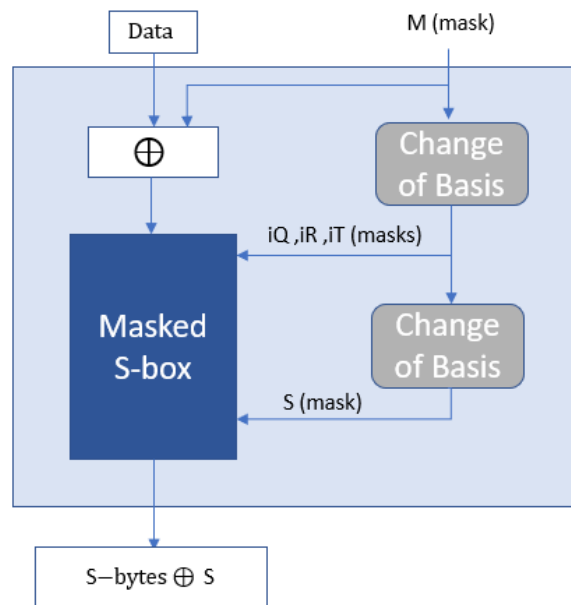 Data
M (mask)
⊕
Change
of Basis
iQ ,iR ,iT (masks)
Masked
S-box
Change
of Basis
S (mask)
S−bytes ⊕ S